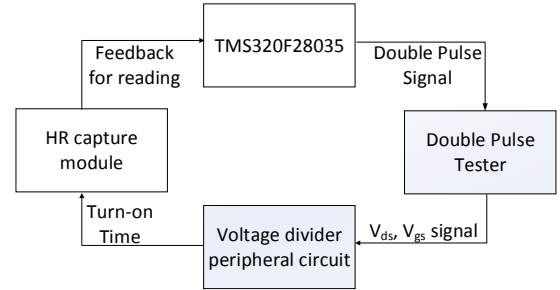 Feedback
for reading
TMS320F28035
Double Pulse
Signal
HR capture
module
Double Pulse
Tester
Turn-on
Time
Voltage divider
peripheral circuit
Vds, Vgs signal